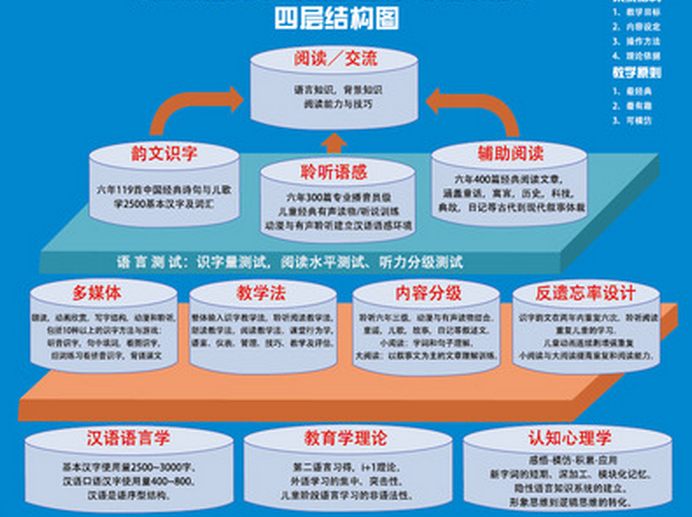 四层结构图
1、教学目标
2、内容设定
3、操作方法
4、理论依据
教学原则
1、最经典
2、最有趣
3、可模仿
阅读／交流
语言知识，背景知识
阅读能力与技巧
韵文识字
六年119首中国经典诗句与儿歌
学2500基本汉字及词汇
聆听语感
六年300篇专业播音员级
儿童经典有声读物/听说训练
动漫与有声聆听建立汉语语感环境
辅助阅读
六年400篇经典阅读文章，
涵盖童话，寓言，历史，科技，
典故，日记等古代到现代叙事体裁
语言测试：识字量测试，阅读水平测试、听力分级测试
多媒体
朗读，动画欣赏，写字结构，动漫和聆听，
包括10种以上的识字方法与游戏：
听音识字，句中填词，看图识字，
组词练习看拼音识字，背诵课文
教学法
整体输入识字教学法，聆听阅读教学法，
朗读教学法，阅读教学法，课堂行为学，
语言、仪表、管理、技巧、教学及评估。
内容分级
聆听六年三级，动漫与有声读物结合，
童谣，儿歌，故事，日记等叙述文。
小阅读：字词和句子理解，
大阅读：以叙事文为主的文章理解训练。
反遗忘率设计
识字韵文在两年内重复六次，聆听阅读
重复儿童的学习，
儿童动画连续剧增强重复
小阅读与大阅读提高重复和阅读能力。
汉语语言学
基本汉字使用量2500~3000字。
汉语口语汉字使用量400~800。
汉语是语序型结构。
教育学理论
第二语言习得，i+1理论。
外语学习的集中、突击性。
儿童阶段语言学习的非语法性。
认知心理学
感悟-模仿-积累-应用
新字词的短期、深加工，模块化记忆。
隐性语言知识系统的建立。
形象思维到逻辑思维的转化。